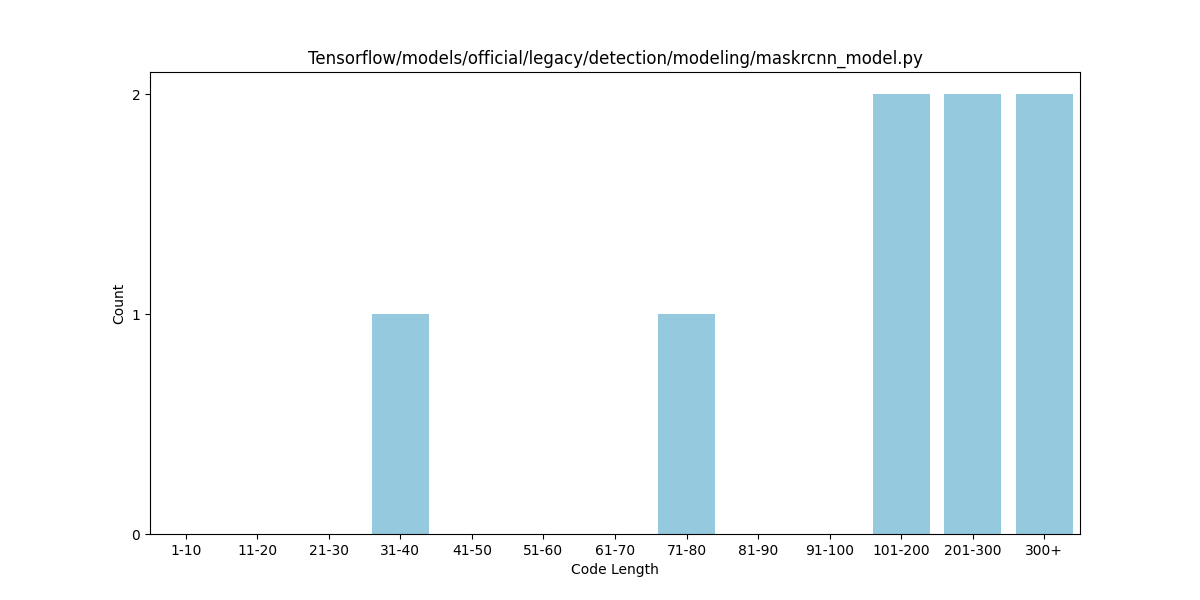 Tensorflow/models/official/legacy/detection/modeling/maskrcnn_model.py
2
1
0
Count
1-10 11-20 21-30 31-40 41-50 51-60 61-70 71-80 81-90 91-100 101-200 201-300 300+
Code Length